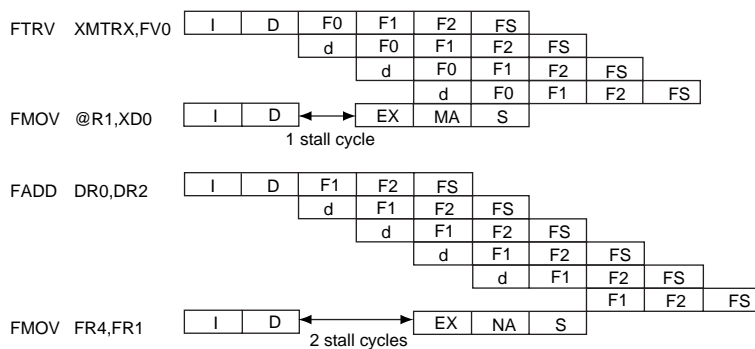 FTRV XMTRX,FV0 I D F0 F1 F2 FS
d F0 F1 F2 FS
d F0 F1 F2 FS
d F0 F1 F2 FS
FMOV @R1,XD0 I D EX MA S
1 stall cycle
FADD DR0,DR2 I D F1 F2 FS
d F1 F2 FS
d F1 F2 FS
d F1 F2 FS
d F1 F2 FS
F1 F2 FS
FMOV FR4,FR1 I D EX NA S
2 stall cycles